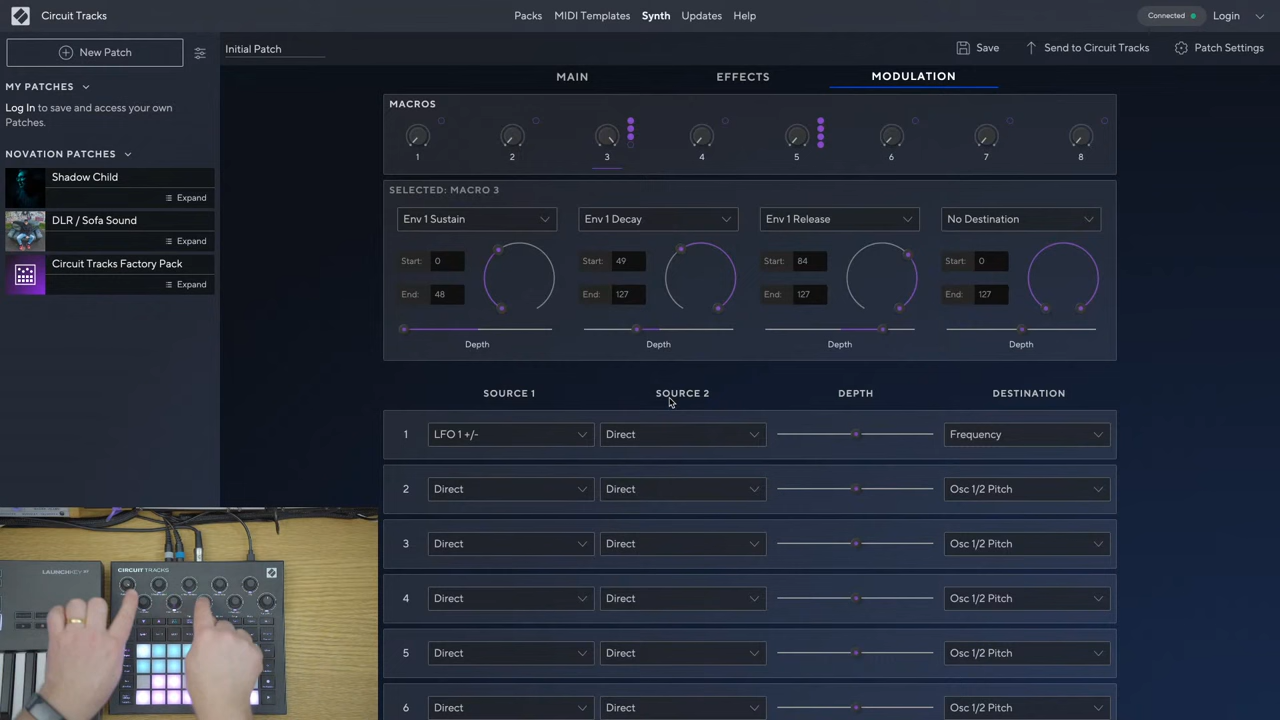 Circuit Tracks
Packs MIDI Templates Synth Updates Help
Connected Login
New Patch
Initial Patch
Save Send to Circuit Tracks Patch Settings
MY PATCHES
Log In to save and access your own
Patches.
NOVATION PATCHES
Shadow Child
Expand
DLR / Sofa Sound
Expand
Circuit Tracks Factory Pack
Expand
MAIN EFFECTS MODULATION
MACROS
1 2 3 4 5 6 7 8
SELECTED: MACRO 3
Env 1 Sustain Env 1 Decay Env 1 Release No Destination
Start: 0 Start: 49 Start: 84 Start: 0
End: 48 End: 127 End: 127 End: 127
Depth Depth Depth Depth
SOURCE 1 SOURCE 2 DEPTH DESTINATION
1 LFO 1 +/- Direct Frequency
2 Direct Direct Osc 1/2 Pitch
3 Direct Direct Osc 1/2 Pitch
4 Direct Direct Osc 1/2 Pitch
5 Direct Direct Osc 1/2 Pitch
6 Direct Direct Osc 1/2 Pitch
LAUNCHKEY
CIRCUIT TRACKS